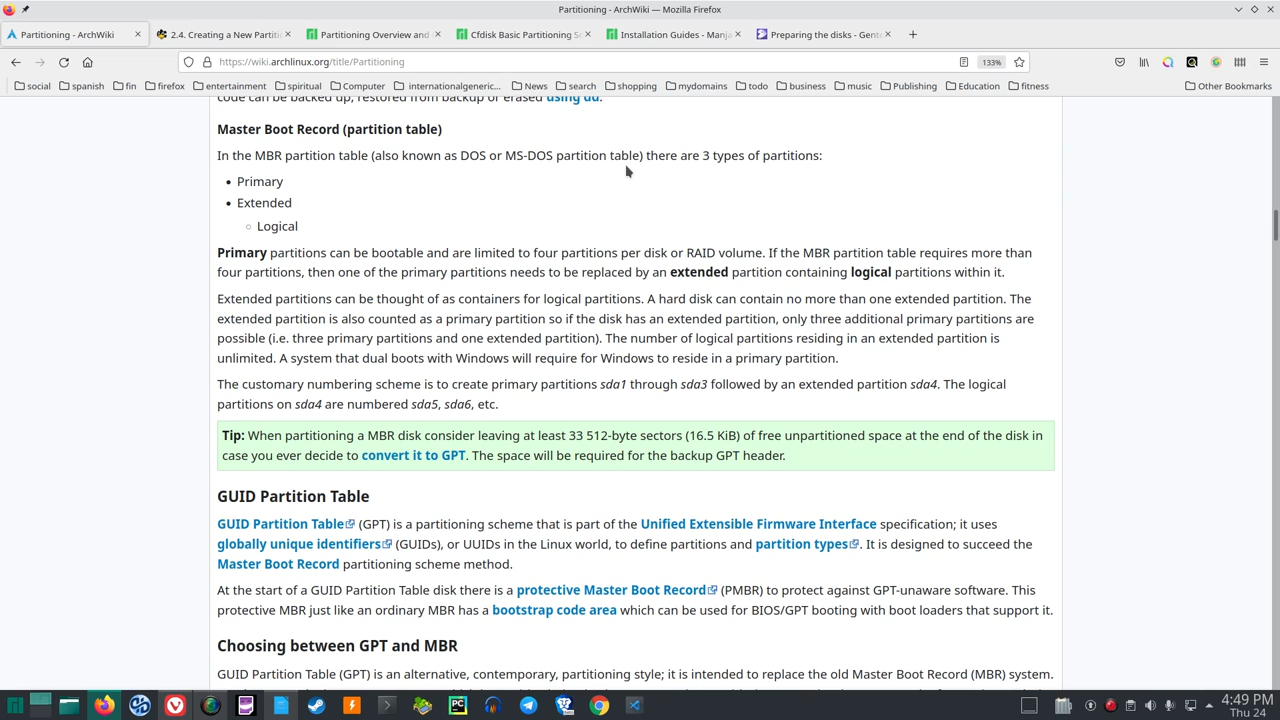 Partitioning - ArchWiki — Mozilla Firefox
Partitioning - ArchWiki
2.4. Creating a New Partiti
Partitioning Overview and
Cfdisk Basic Partitioning
Installation Guides - Manja
Preparing the disks - Gent
https://wiki.archlinux.org/title/Partitioning
133%
social
spanish
fin
firefox
entertainment
spiritual
Computer
internationalgeneric...
News
search
shopping
mydomains
todo
business
music
Publishing
Education
fitness
Other Bookmarks
code can be backed up, restored from backup or erased using dd.
Master Boot Record (partition table)
In the MBR partition table (also known as DOS or MS-DOS partition table) there are 3 types of partitions:
• Primary
• Extended
◦ Logical
Primary partitions can be bootable and are limited to four partitions per disk or RAID volume. If the MBR partition table requires more than
four partitions, then one of the primary partitions needs to be replaced by an extended partition containing logical partitions within it.
Extended partitions can be thought of as containers for logical partitions. A hard disk can contain no more than one extended partition. The
extended partition is also counted as a primary partition so if the disk has an extended partition, only three additional primary partitions are
possible (i.e. three primary partitions and one extended partition). The number of logical partitions residing in an extended partition is
unlimited. A system that dual boots with Windows will require for Windows to reside in a primary partition.
The customary numbering scheme is to create primary partitions sda1 through sda3 followed by an extended partition sda4. The logical
partitions on sda4 are numbered sda5, sda6, etc.
Tip: When partitioning a MBR disk consider leaving at least 33 512-byte sectors (16.5 KiB) of free unpartitioned space at the end of the disk in
case you ever decide to convert it to GPT. The space will be required for the backup GPT header.
GUID Partition Table
GUID Partition Table (GPT) is a partitioning scheme that is part of the Unified Extensible Firmware Interface specification; it uses
globally unique identifiers (GUIDs), or UUIDs in the Linux world, to define partitions and partition types. It is designed to succeed the
Master Boot Record partitioning scheme method.
At the start of a GUID Partition Table disk there is a protective Master Boot Record (PMBR) to protect against GPT-unaware software. This
protective MBR just like an ordinary MBR has a bootstrap code area which can be used for BIOS/GPT booting with boot loaders that support it.
Choosing between GPT and MBR
GUID Partition Table (GPT) is an alternative, contemporary, partitioning style; it is intended to replace the old Master Boot Record (MBR) system.
4:49 PM
Thu 24